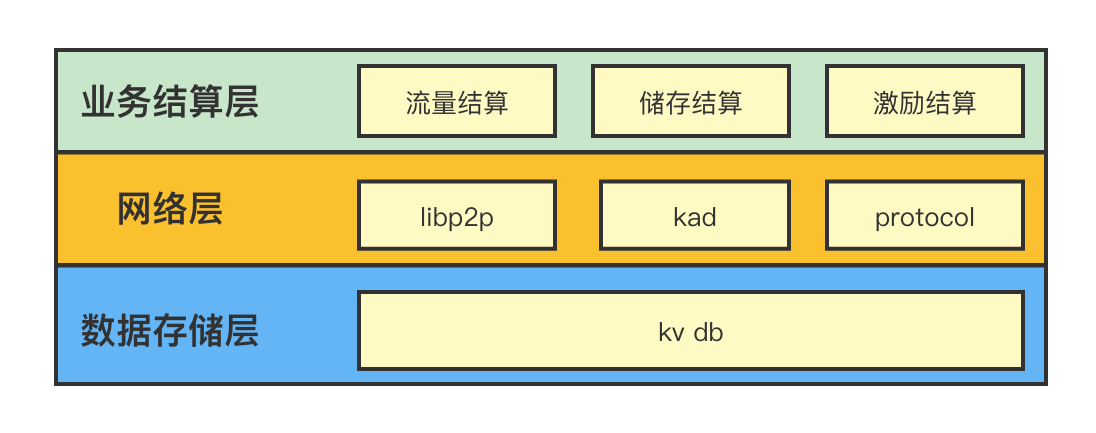 业务结算层
流量结算
储存结算
激励结算
网络层
libp2p
kad
protocol
数据存储层
kv db